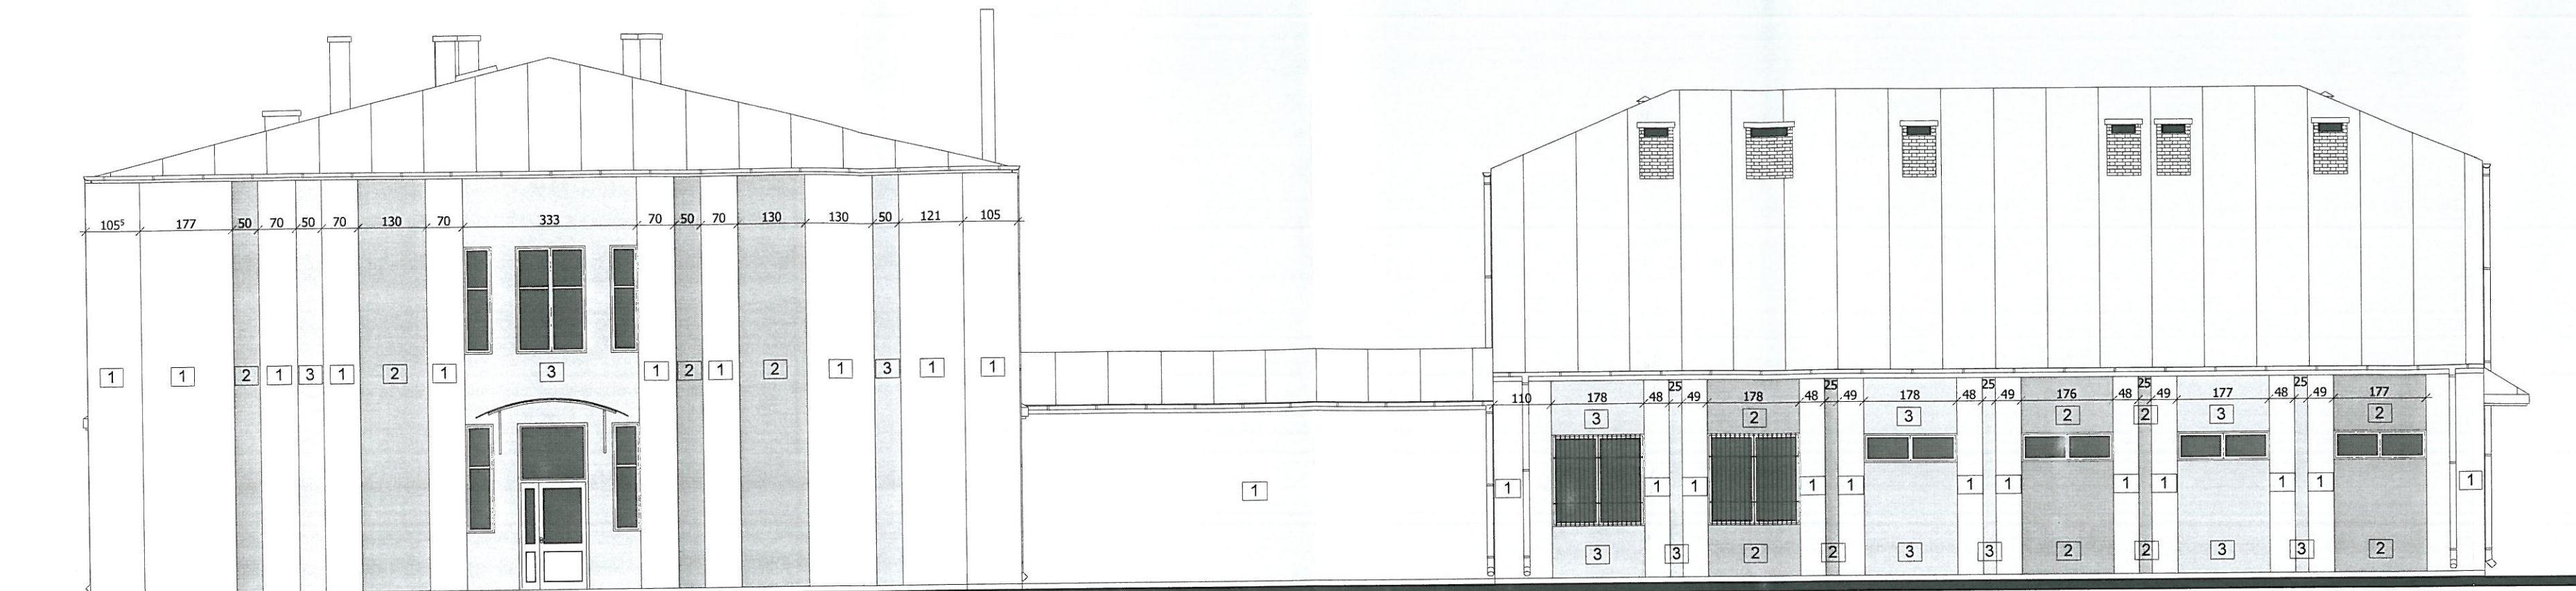 105⁵ 177 50 70 50 70 130 70 333 70 50 70 130 130 50 121 105
1 1 2 1 3 1 2 1 3 1 2 1 2 1 3 1 1
25 25 25 25 25
110 178 48 49 178 48 49 178 48 49 176 48 49 177 48 49 177
3 2 3 2 2 3 2
1 1 1 1 1 1 1 1 1 1 1 1 1
3 3 2 2 3 3 2 2 3 3 2